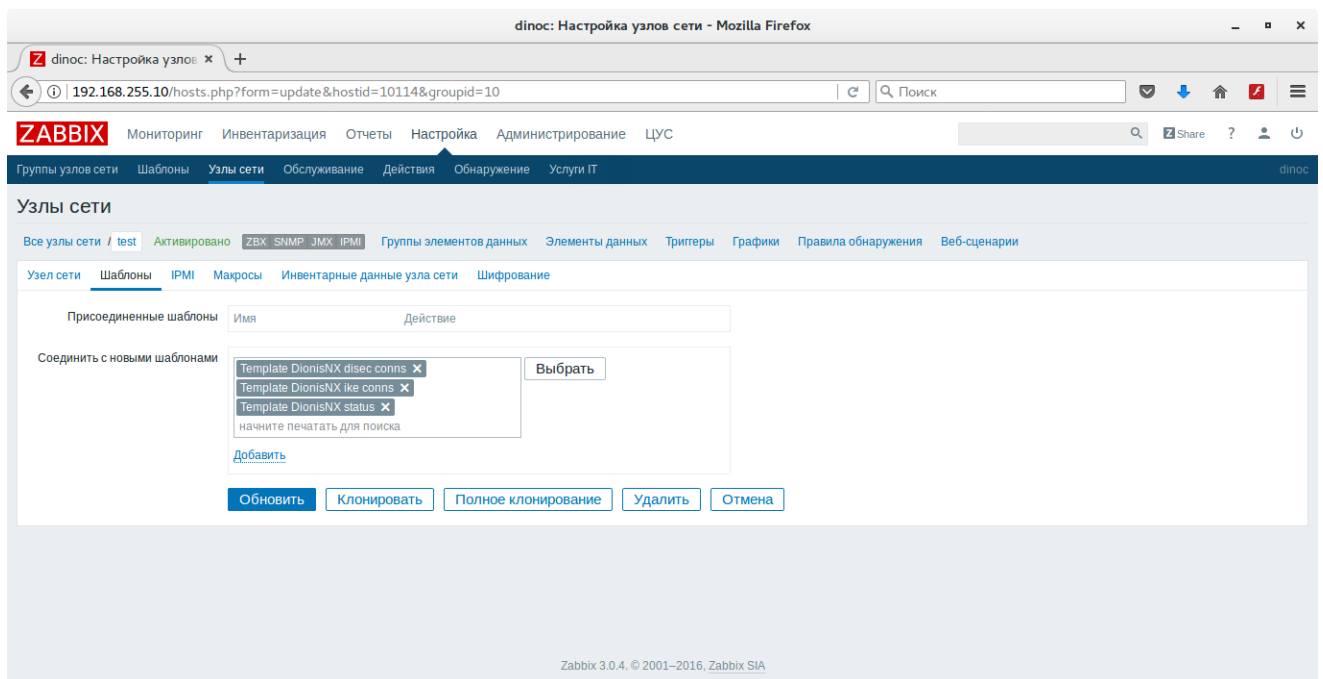 dinoc: Настройка узлов сети - Mozilla Firefox
Z dinoc: Настройка узлов
192.168.255.10/hosts.php?form=update&hostid=10114&groupid=10 Поиск
ZABBIX Мониторинг Инвентаризация Отчеты Настройка Администрирование ЦУС Z Share ?
Группы узлов сети Шаблоны Узлы сети Обслуживание Действия Обнаружение Услуги IT dinoc
Узлы сети
Все узлы сети / test Активировано ZBX SNMP JMX IPMI Группы элементов данных Элементы данных Триггеры Графики Правила обнаружения Веб-сценарии
Узел сети Шаблоны IPMI Макросы Инвентарные данные узла сети Шифрование
Присоединенные шаблоны Имя Действие
Соединить с новыми шаблонами
Template DionisNX disec conns Выбрать
Template DionisNX ike conns
Template DionisNX status
начните печатать для поиска
Добавить
Обновить Клонировать Полное клонирование Удалить Отмена
Zabbix 3.0.4. © 2001–2016, Zabbix SIA